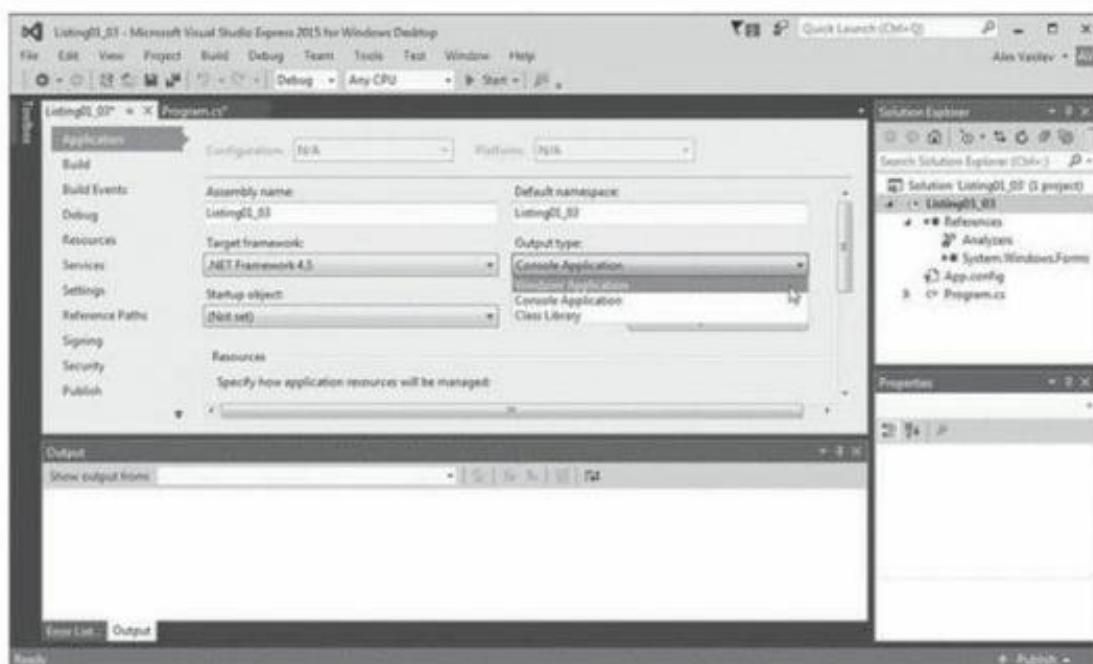 Listing01_03 - Microsoft Visual Studio Express 2015 for Windows Desktop
Quick Launch (Ctrl+Q)
File Edit View Project Build Debug Team Tools Test Window Help
Alex Vasilev
Debug Any CPU Start
Toolbox
Listing01_03* Program.cs*
Application
Build
Build Events
Debug
Resources
Services
Settings
Reference Paths
Signing
Security
Publish
Configuration: N/A Platform: N/A
Assembly name: Default namespace:
Listing01_03 Listing01_03
Target framework: Output type:
.NET Framework 4.5 Console Application
Windows Application
Startup object: Console Application
(Not set) Class Library
Resources
Specify how application resources will be managed:
Solution Explorer
Search Solution Explorer (Ctrl+;)
Solution 'Listing01_03' (1 project)
C# Listing01_03
References
Analyzers
System.Windows.Forms
App.config
C# Program.cs
Properties
Output
Show output from:
Error List... Output
Ready
Publish